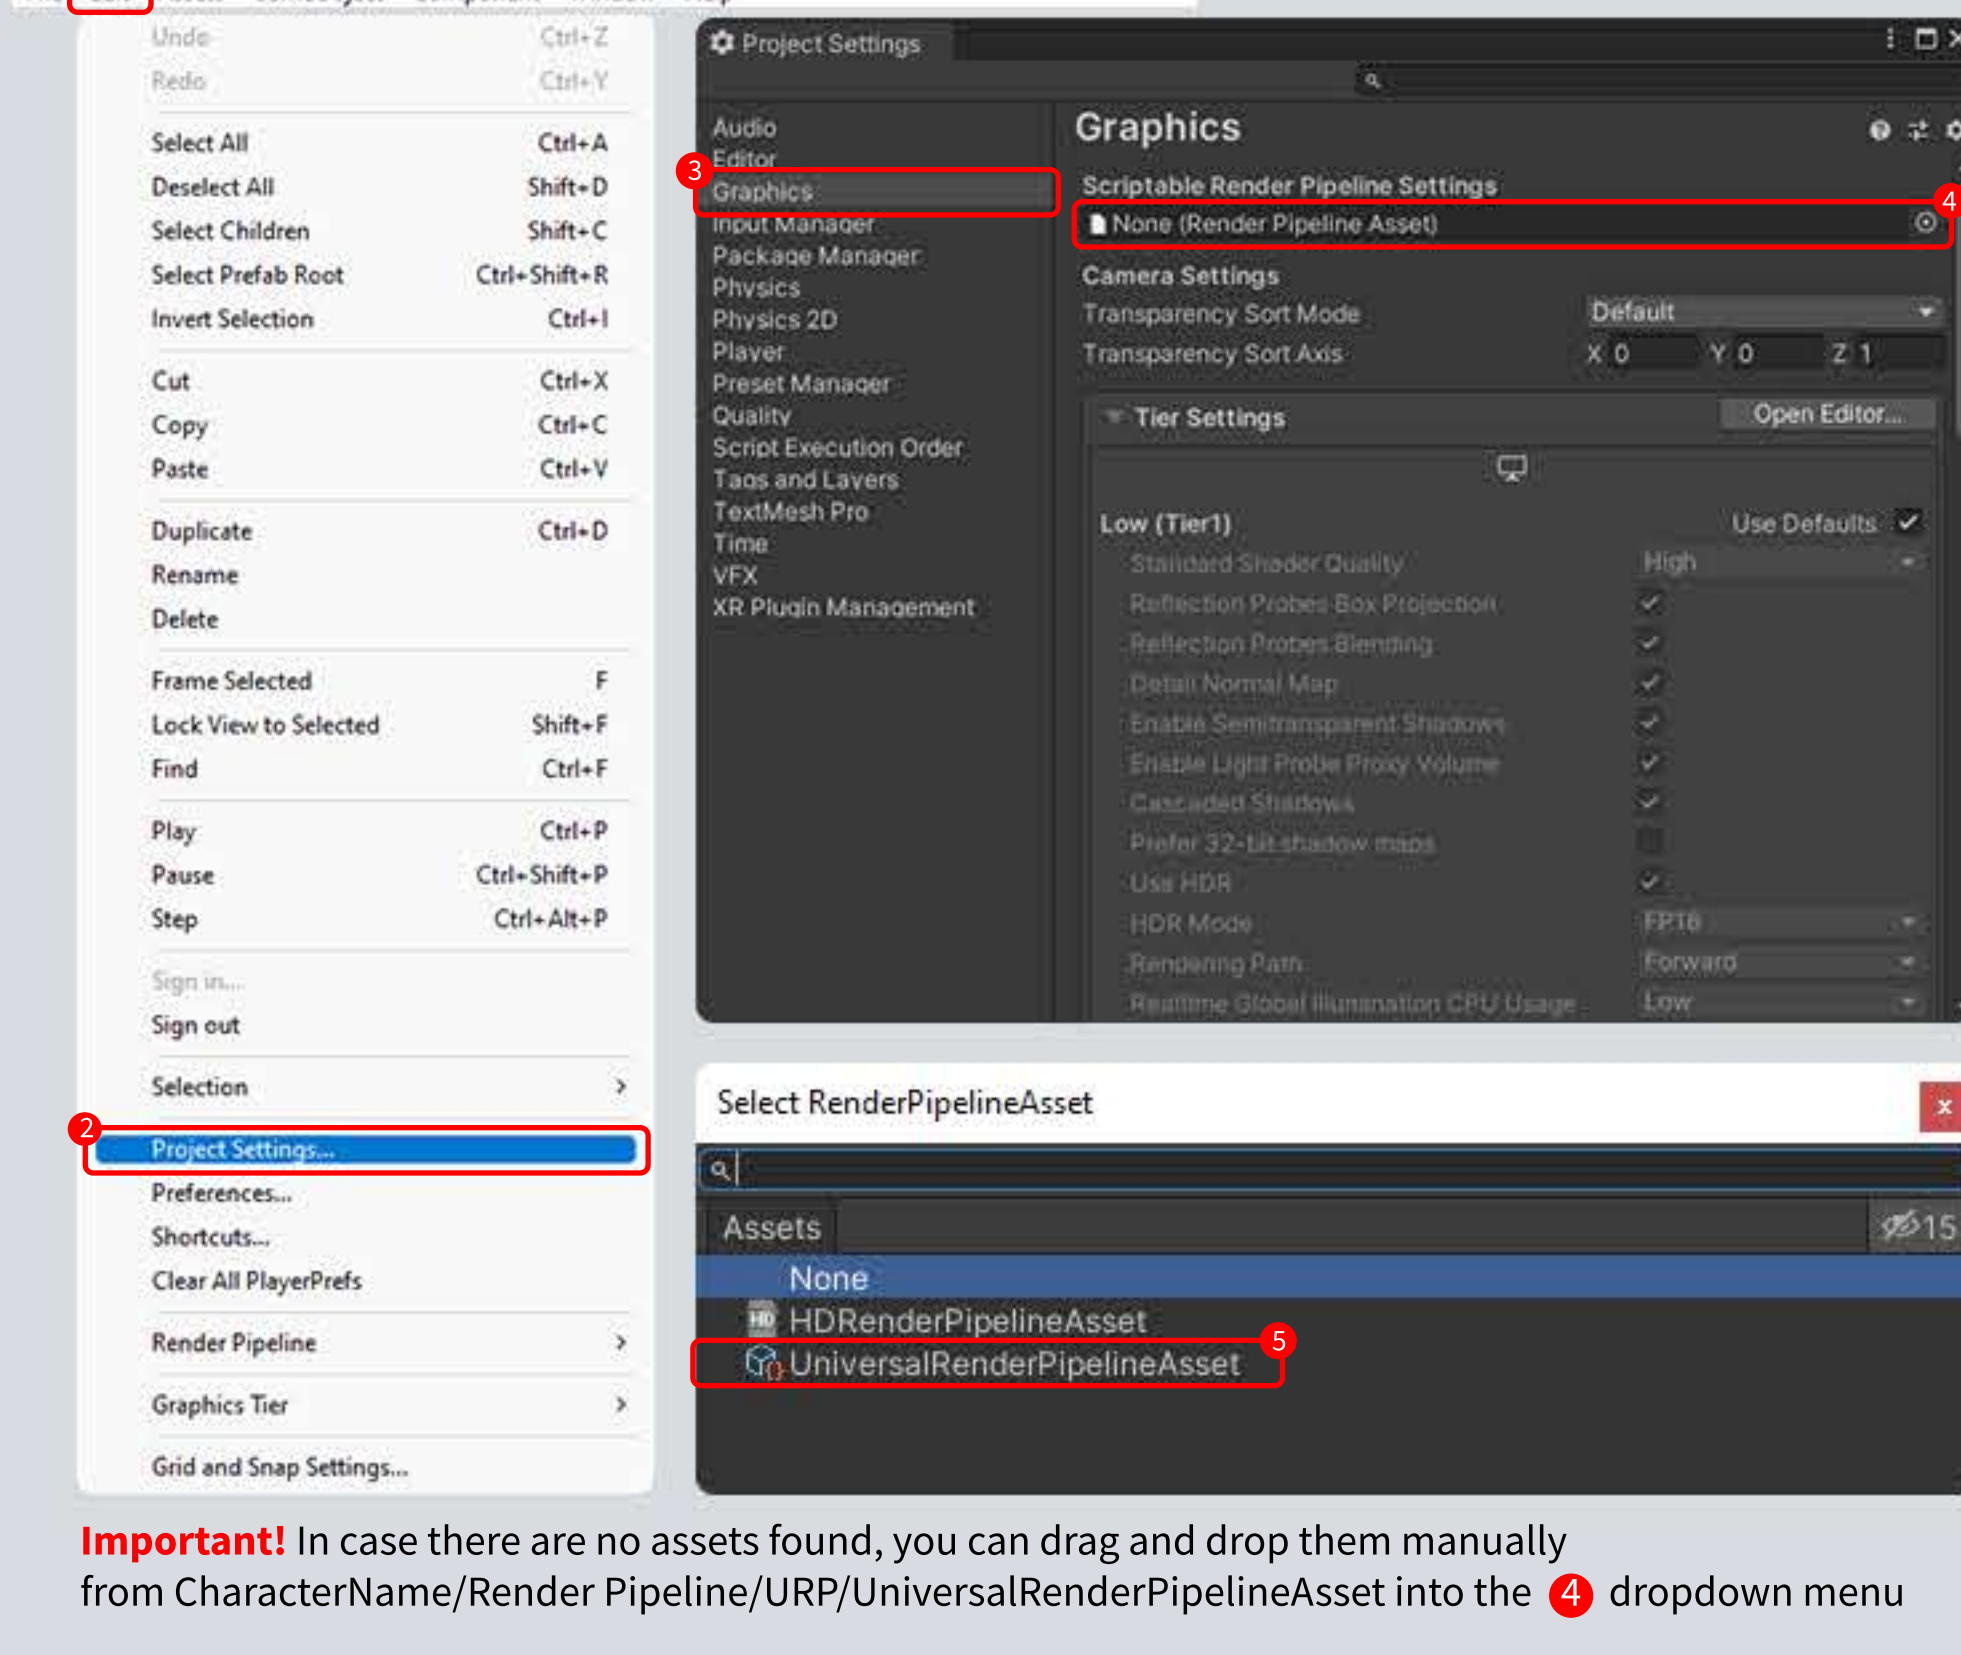 Undo Ctrl+Z
Redo Ctrl+Y
Select All Ctrl+A
Deselect All Shift+D
Select Children Shift+C
Select Prefab Root Ctrl+Shift+R
Invert Selection Ctrl+I
Cut Ctrl+X
Copy Ctrl+C
Paste Ctrl+V
Duplicate Ctrl+D
Rename
Delete
Frame Selected F
Lock View to Selected Shift+F
Find Ctrl+F
Play Ctrl+P
Pause Ctrl+Shift+P
Step Ctrl+Alt+P
Sign in...
Sign out
Selection >
2
Project Settings...
Preferences...
Shortcuts...
Clear All PlayerPrefs
Render Pipeline >
Graphics Tier >
Grid and Snap Settings...
Project Settings
Audio
Editor
3
Graphics
Input Manager
Package Manager
Physics
Physics 2D
Player
Preset Manager
Quality
Script Execution Order
Tags and Layers
TextMesh Pro
Time
VFX
XR Plugin Management
Graphics
Scriptable Render Pipeline Settings
4
None (Render Pipeline Asset)
Camera Settings
Transparency Sort Mode Default
Transparency Sort Axis X 0 Y 0 Z 1
Tier Settings Open Editor...
Low (Tier1) Use Defaults
Standard Shader Quality High
Reflection Probes Box Projection
Reflection Probes Blending
Detail Normal Map
Enable Semitransparent Shadows
Enable Light Probe Proxy Volume
Cascaded Shadows
Prefer 32-bit shadow maps
Use HDR
HDR Mode FP16
Rendering Path Forward
Realtime Global Illumination CPU Usage Low
Select RenderPipelineAsset x
Assets 15
None
HD HDRenderPipelineAsset
5
UniversalRenderPipelineAsset
Important! In case there are no assets found, you can drag and drop them manually
from CharacterName/Render Pipeline/URP/UniversalRenderPipelineAsset into the 4 dropdown menu